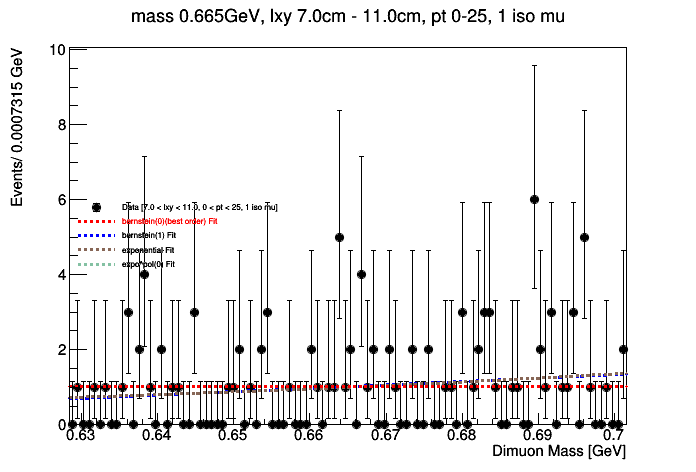 mass 0.665GeV, lxy 7.0cm - 11.0cm, pt 0-25, 1 iso mu
Events/ 0.0007315 GeV
10
8
6
4
2
0
Data [7.0 < lxy < 11.0, 0 < pt < 25, 1 iso mu]
bernstein(0)(best order) Fit
bernstein(1) Fit
exponential Fit
expo*pol(0) Fit
0.63 0.64 0.65 0.66 0.67 0.68 0.69 0.7
Dimuon Mass [GeV]